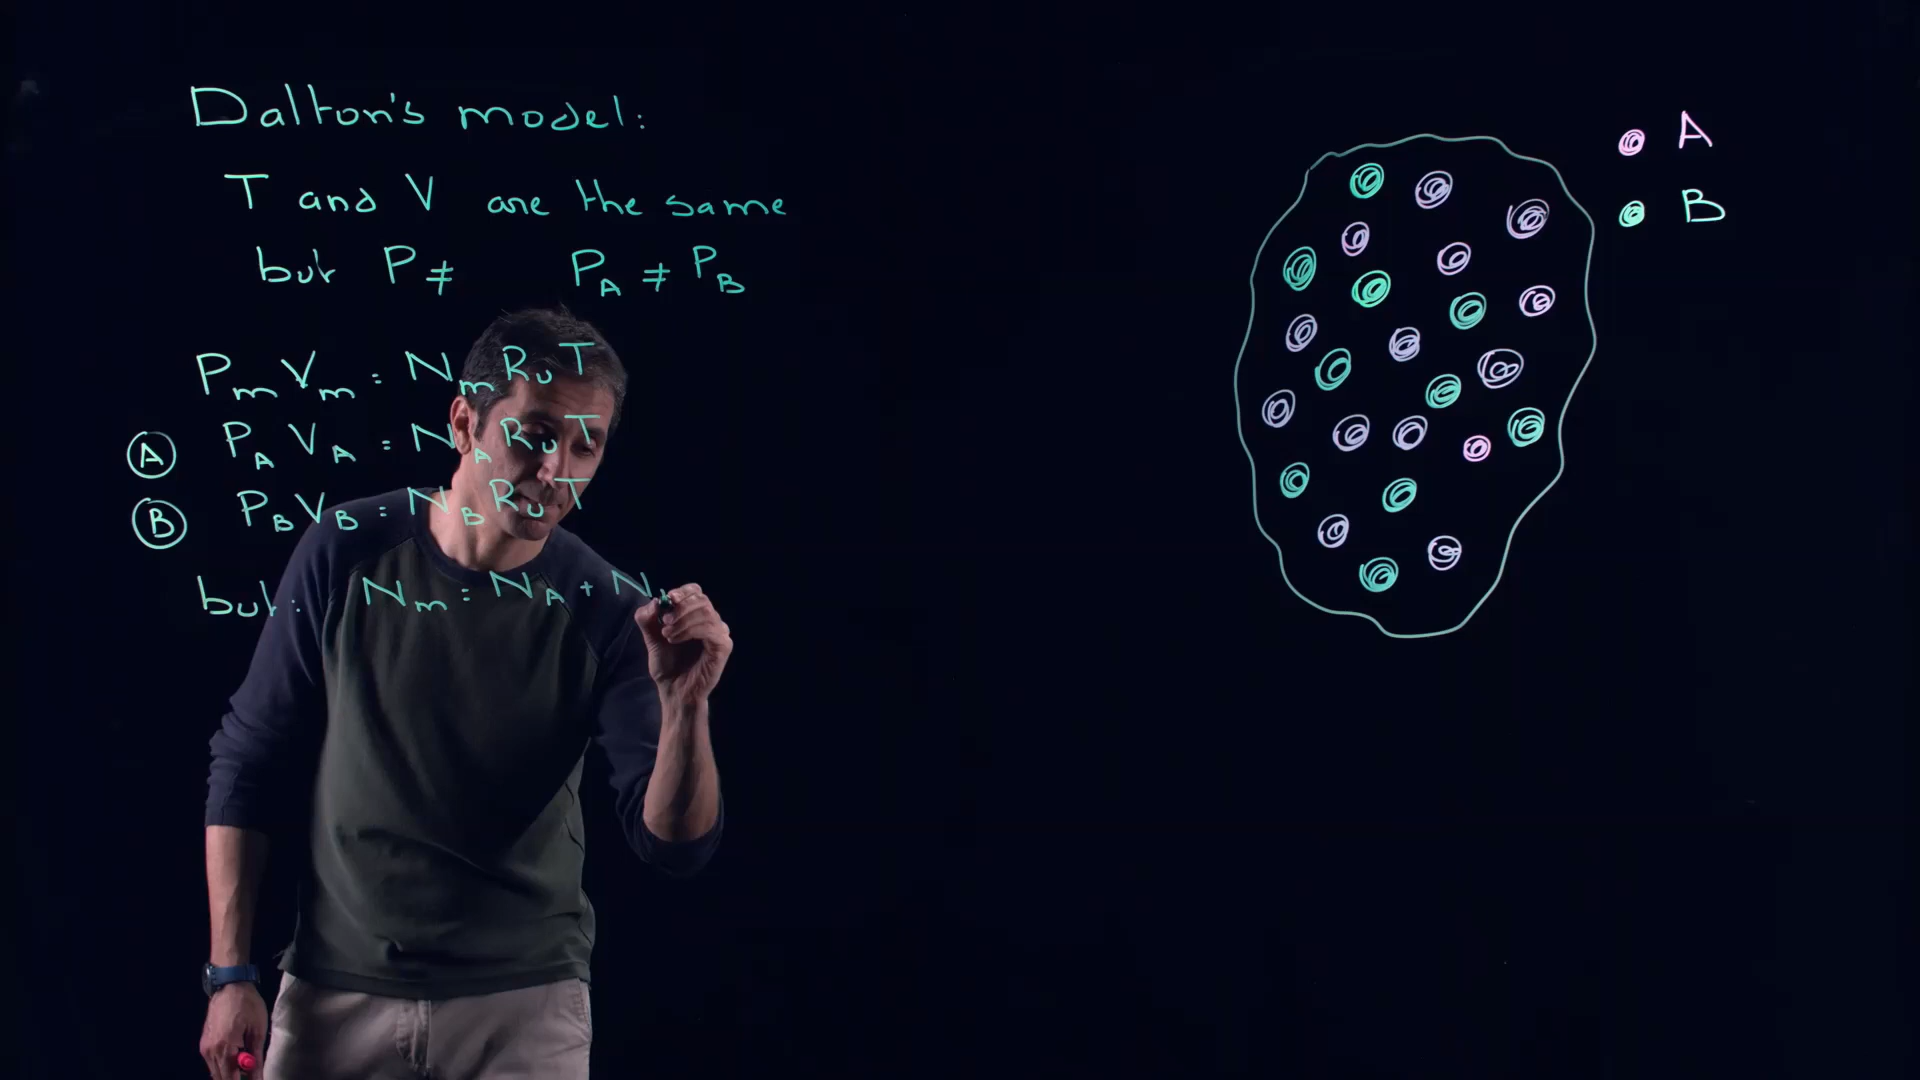 Dalton's model:
T and V are the same
but P ≠ P_A ≠ P_B
P_m V_m = N_m R_u T
A P_A V_A = N_A R_u T
B P_B V_B = N_B R_u T
but: N_m = N_A + N
A
B